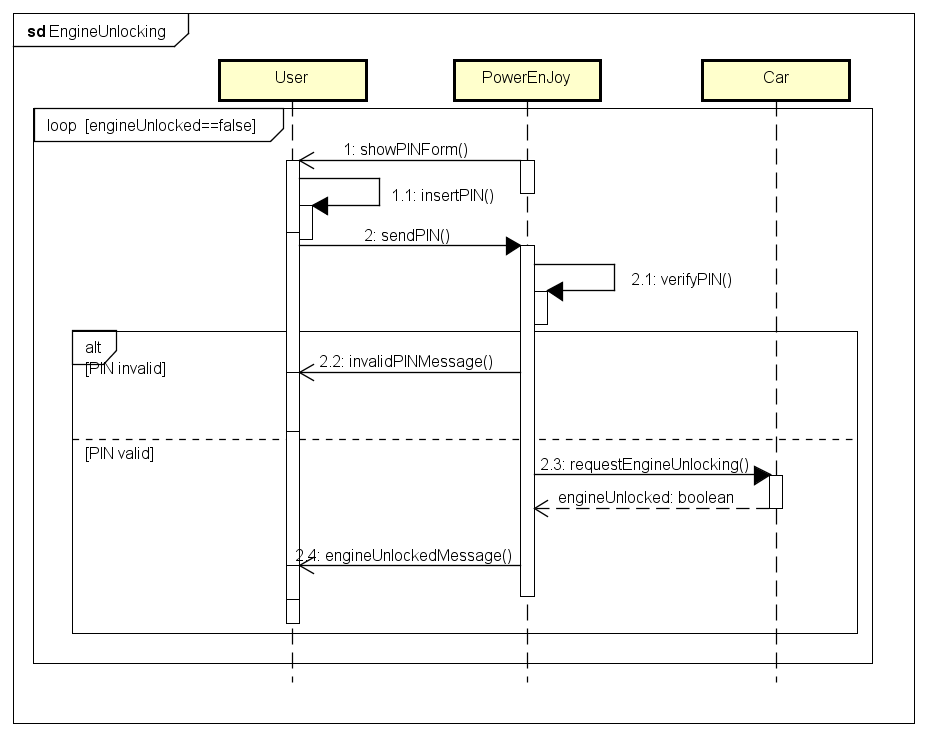 sd EngineUnlocking
User
PowerEnJoy
Car
loop [engineUnlocked==false]
1: showPINForm()
1.1: insertPIN()
2: sendPIN()
2.1: verifyPIN()
alt
[PIN invalid]
2.2: invalidPINMessage()
[PIN valid]
2.3: requestEngineUnlocking()
engineUnlocked: boolean
2.4: engineUnlockedMessage()